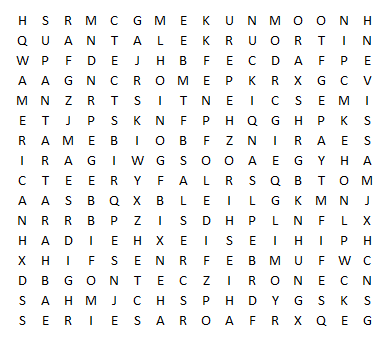 H S R M C G M E K U N M O O N H
Q U A N T A L E K R U O R T I N
W P F D E J H B F E C D A F P E
A A G N C R O M E P K R X G C V
M N Z R T S I T N E I C S E M I
E T J P S K N F P H Q G H P K S
R A M E B I O B F Z N I R A E S
I R A G I W G S O O A E G Y H A
C T E E R Y F A L R S Q B T O M
A A S B Q X B L E I L G K M N J
N R R B P Z I S D H P L N F L X
H A D I E H X E I S E I H I P H
X H I F S E N R F E B M U F W C
D B G O N T E C Z I R O N E C N
S A H M J C H S P H D Y G S K S
S E R I E S A R O A F R X Q E G